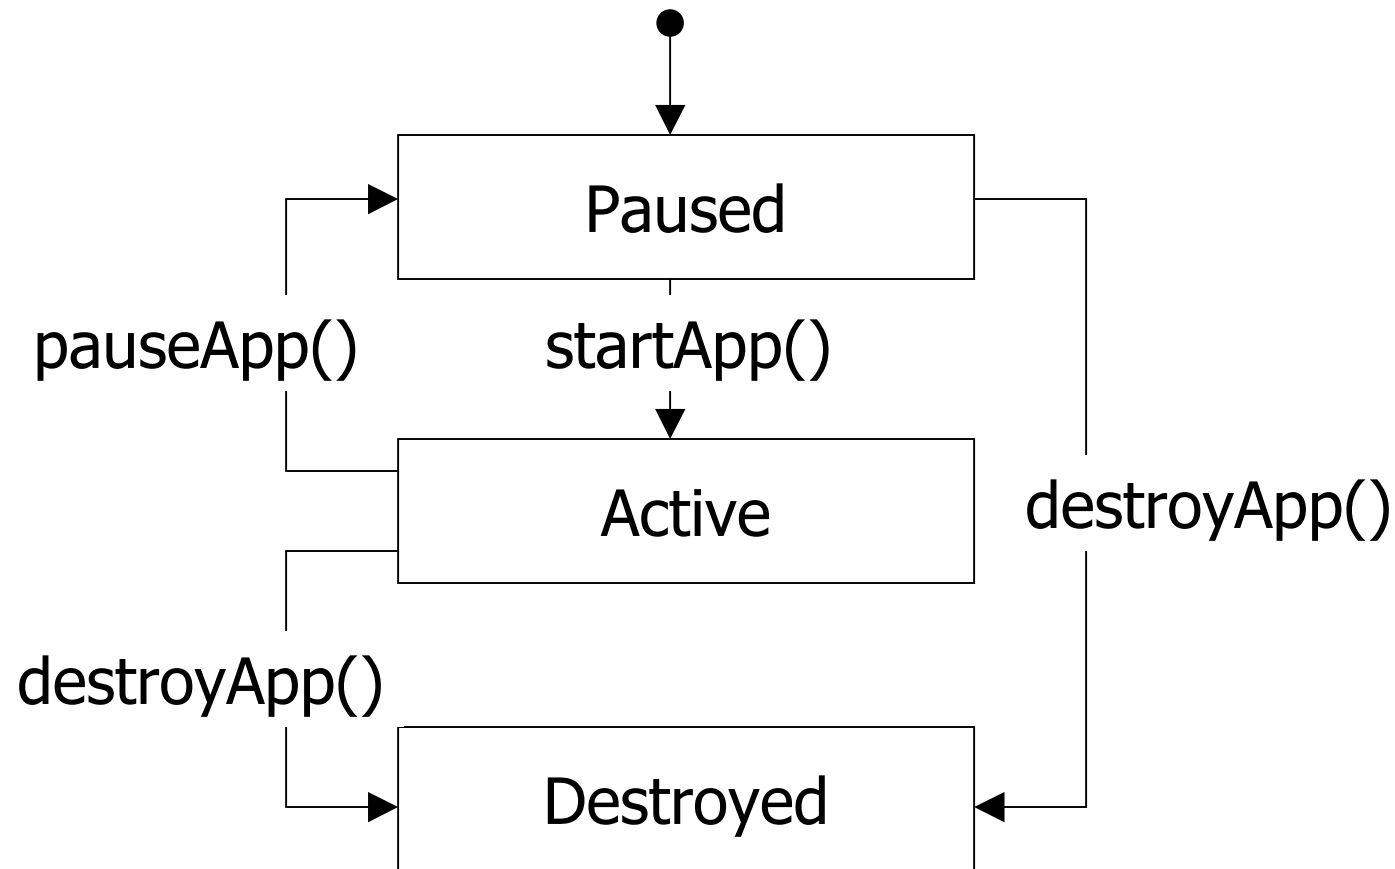 Paused
pauseApp()
startApp()
Active
destroyApp()
destroyApp()
Destroyed